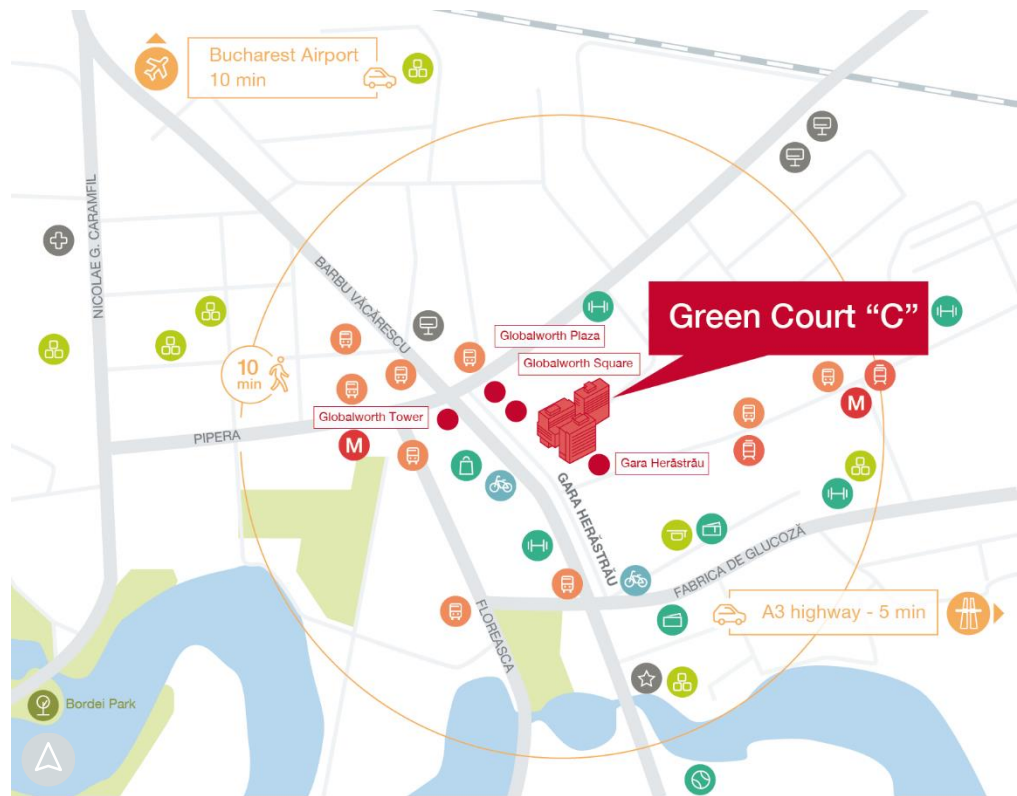 Bucharest Airport
10 min
NICOLAE G. CARAMFIL
BARBU VĂCĂRESCU
Green Court “C”
Globalworth Plaza
Globalworth Square
10
min
Globalworth Tower
M
PIPERA
M
Gara Herăstrău
GARA HERĂSTRĂU
FABRICA DE GLUCOZĂ
FLOREASCA
A3 highway - 5 min
Bordei Park